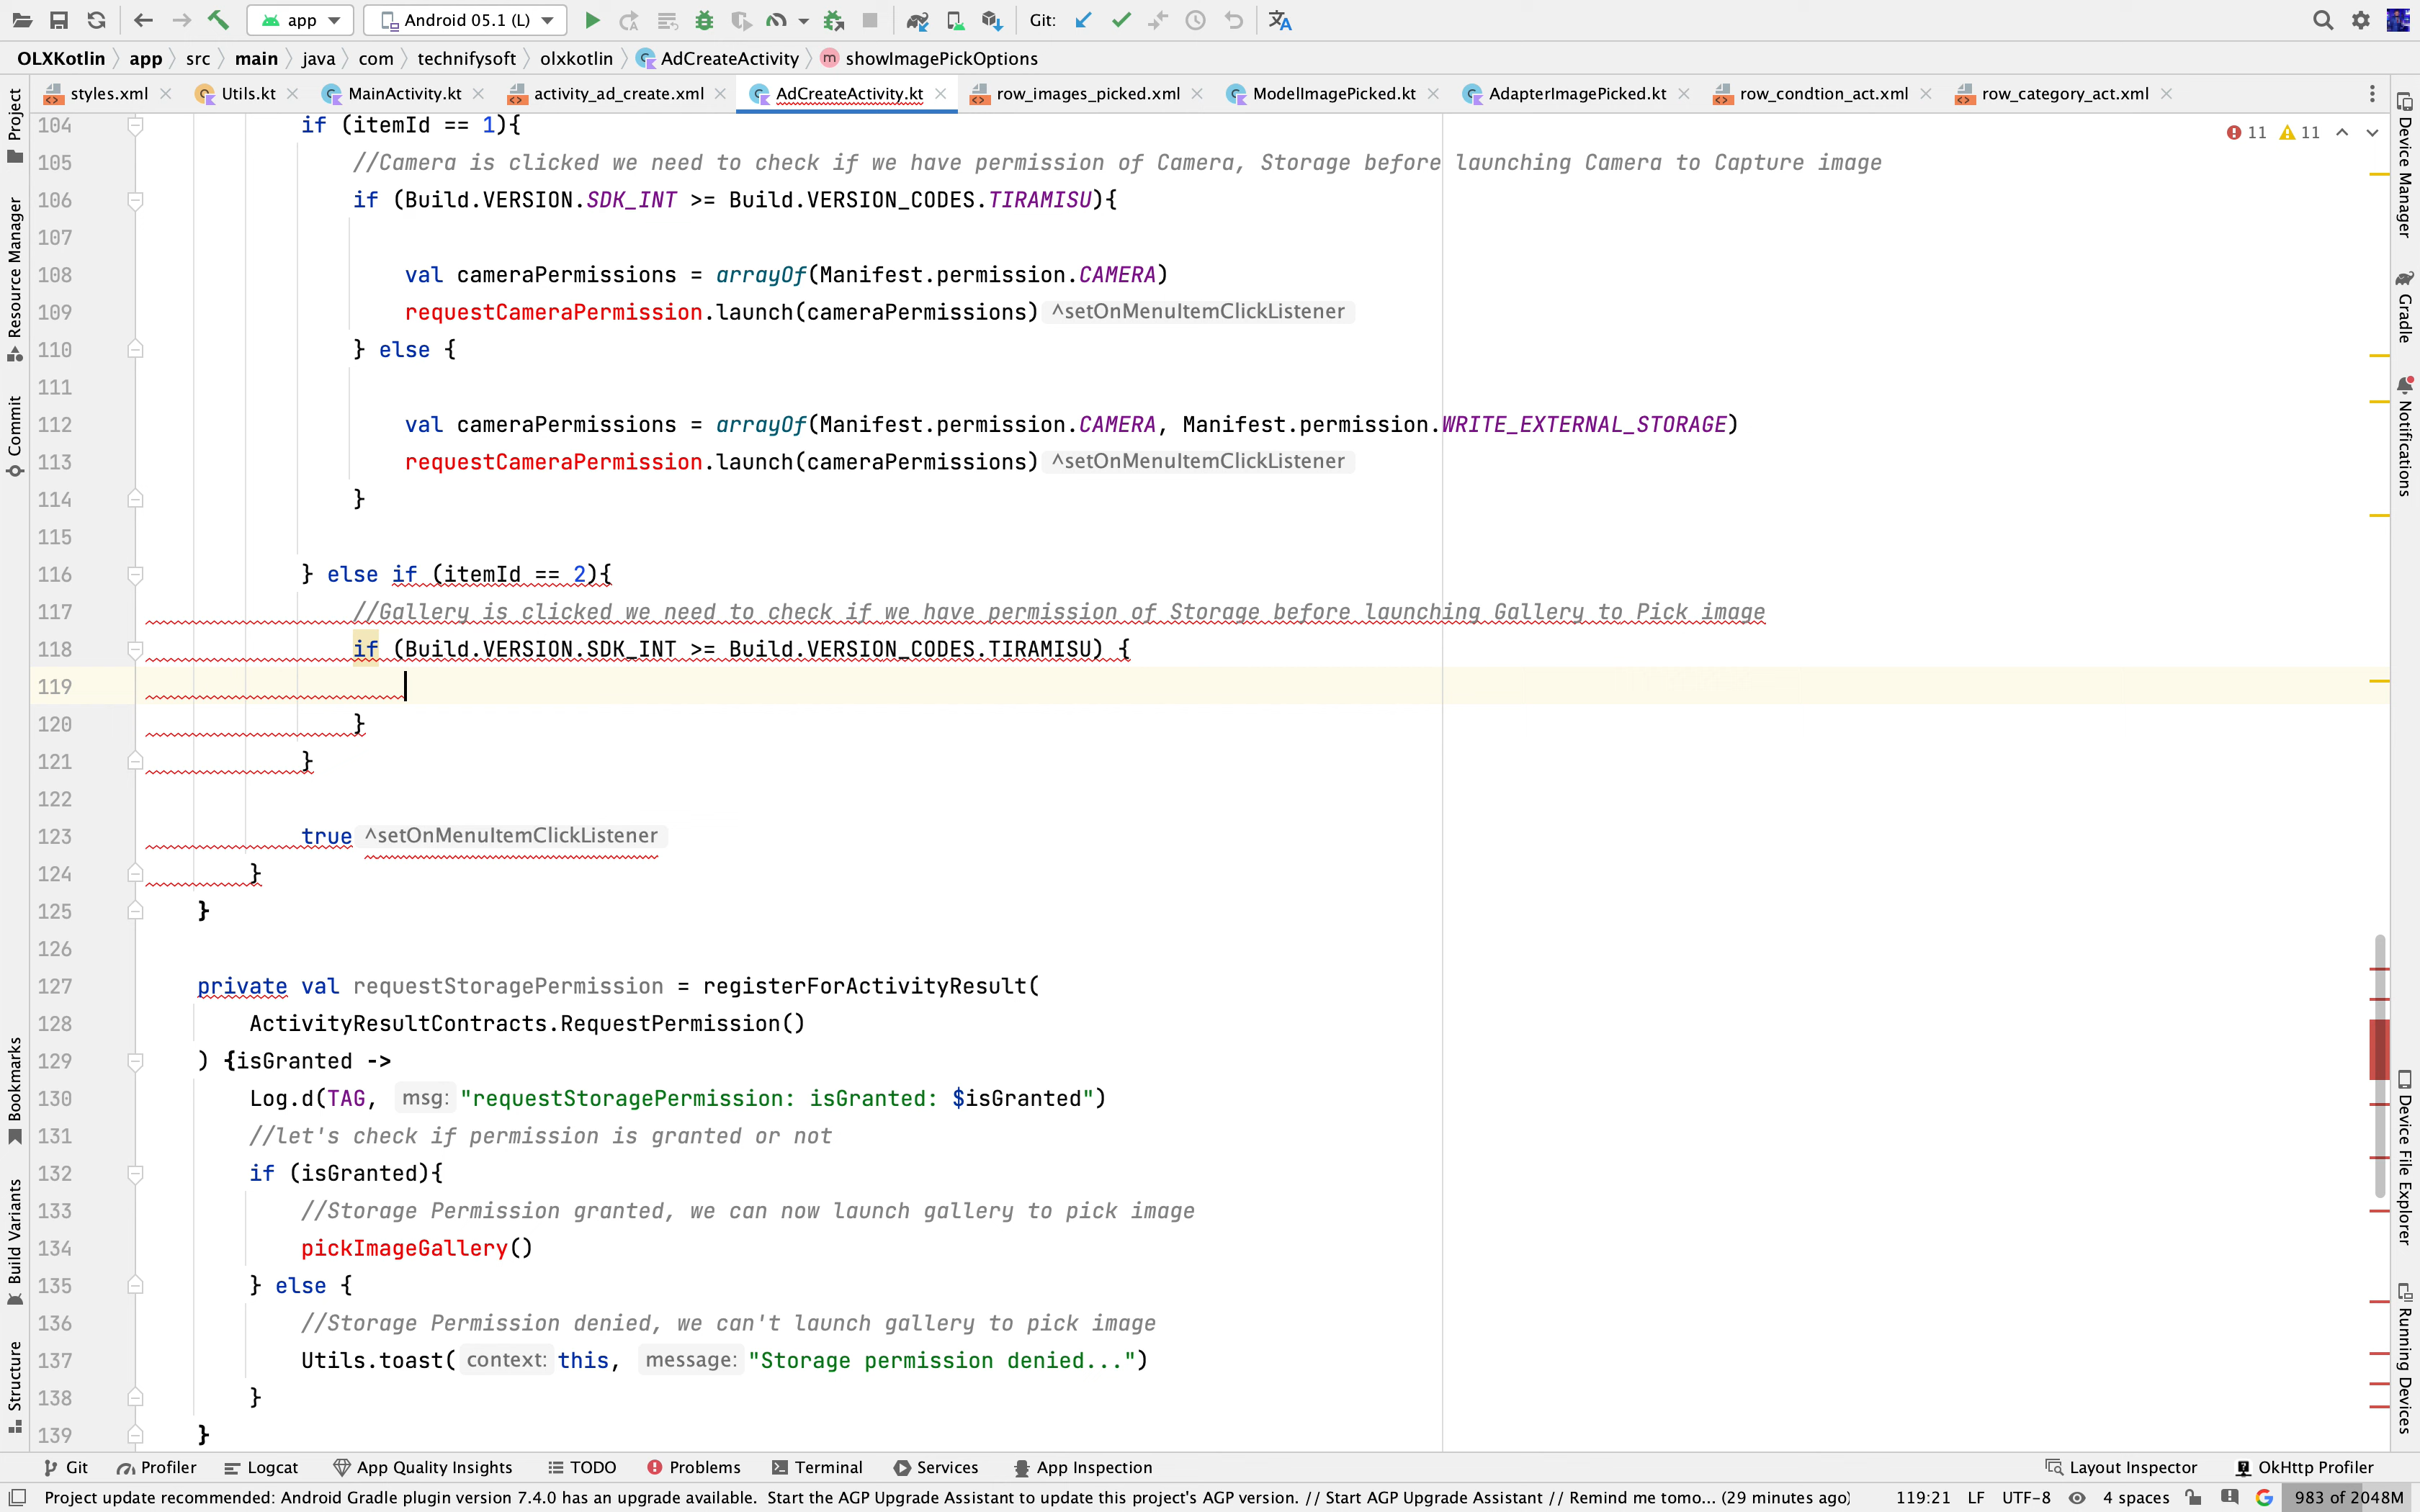 app Android 05.1 (L) Git:
OLXKotlin app src main java com technifysoft olxkotlin AdCreateActivity showImagePickOptions
styles.xml Utils.kt MainActivity.kt activity_ad_create.xml AdCreateActivity.kt row_images_picked.xml ModelImagePicked.kt AdapterImagePicked.kt row_condtion_act.xml row_category_act.xml
Project
Resource Manager
Commit
Bookmarks
Build Variants
Structure
11 11
104 if (itemId == 1){
105 //Camera is clicked we need to check if we have permission of Camera, Storage before launching Camera to Capture image
106 if (Build.VERSION.SDK_INT >= Build.VERSION_CODES.TIRAMISU){
107
108 val cameraPermissions = arrayOf(Manifest.permission.CAMERA)
109 requestCameraPermission.launch(cameraPermissions) ^setOnMenuItemClickListener
110 } else {
111
112 val cameraPermissions = arrayOf(Manifest.permission.CAMERA, Manifest.permission.WRITE_EXTERNAL_STORAGE)
113 requestCameraPermission.launch(cameraPermissions) ^setOnMenuItemClickListener
114 }
115
116 } else if (itemId == 2){
117 //Gallery is clicked we need to check if we have permission of Storage before launching Gallery to Pick image
118 if (Build.VERSION.SDK_INT >= Build.VERSION_CODES.TIRAMISU) {
119
120 }
121 }
122
123 true ^setOnMenuItemClickListener
124 }
125 }
126
127 private val requestStoragePermission = registerForActivityResult(
128 ActivityResultContracts.RequestPermission()
129 ) {isGranted ->
130 Log.d(TAG, msg: "requestStoragePermission: isGranted: $isGranted")
131 //let's check if permission is granted or not
132 if (isGranted){
133 //Storage Permission granted, we can now launch gallery to pick image
134 pickImageGallery()
135 } else {
136 //Storage Permission denied, we can't launch gallery to pick image
137 Utils.toast( context: this, message: "Storage permission denied...")
138 }
139 }
Device Manager
Gradle
Notifications
Device File Explorer
Running Devices
Git Profiler Logcat App Quality Insights TODO Problems Terminal Services App Inspection Layout Inspector OkHttp Profiler
Project update recommended: Android Gradle plugin version 7.4.0 has an upgrade available. Start the AGP Upgrade Assistant to update this project's AGP version. // Start AGP Upgrade Assistant // Remind me tomo... (29 minutes ago) 119:21 LF UTF-8 4 spaces 983 of 2048M